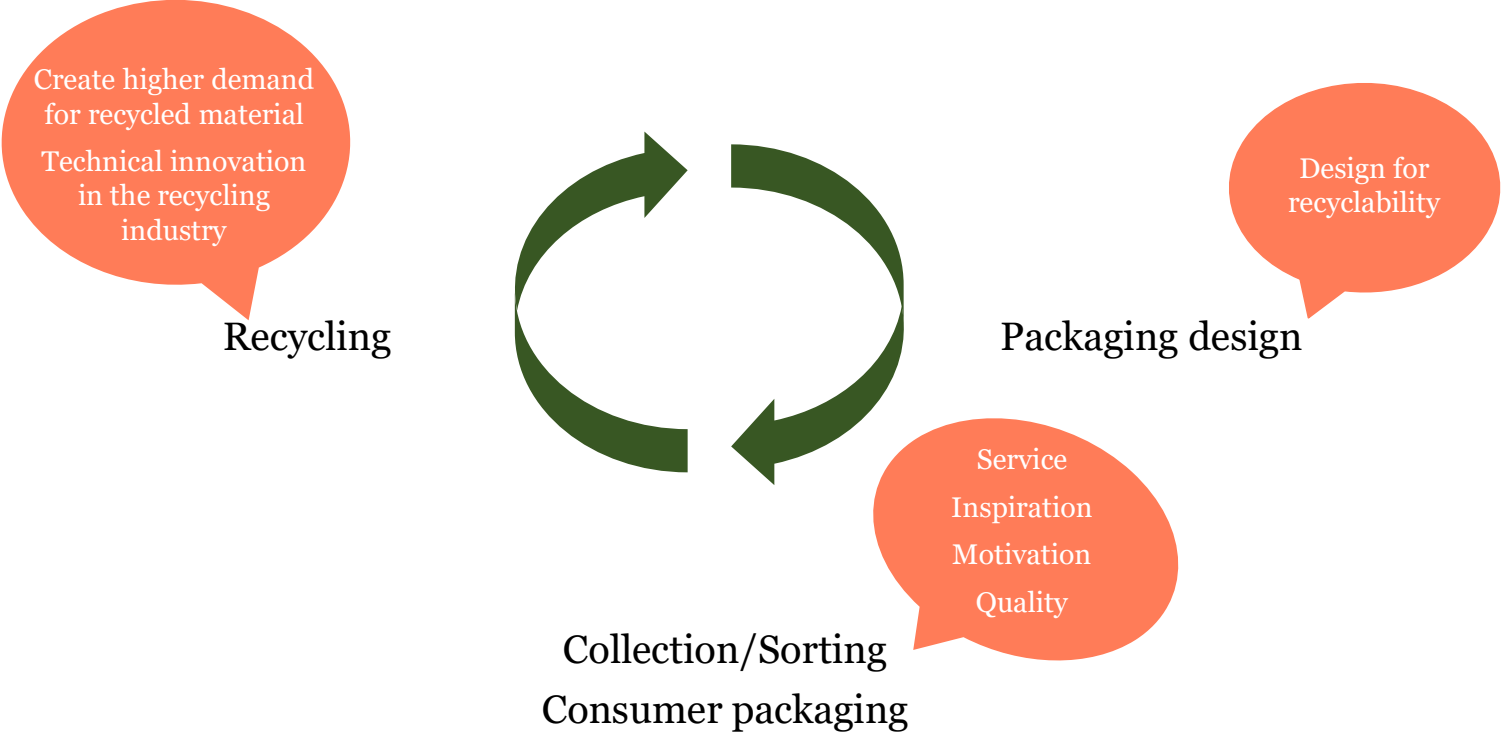 Create higher demand
for recycled material
Technical innovation
in the recycling
industry
Design for
recyclability
Recycling
Packaging design
Service
Inspiration
Motivation
Quality
Collection/Sorting
Consumer packaging